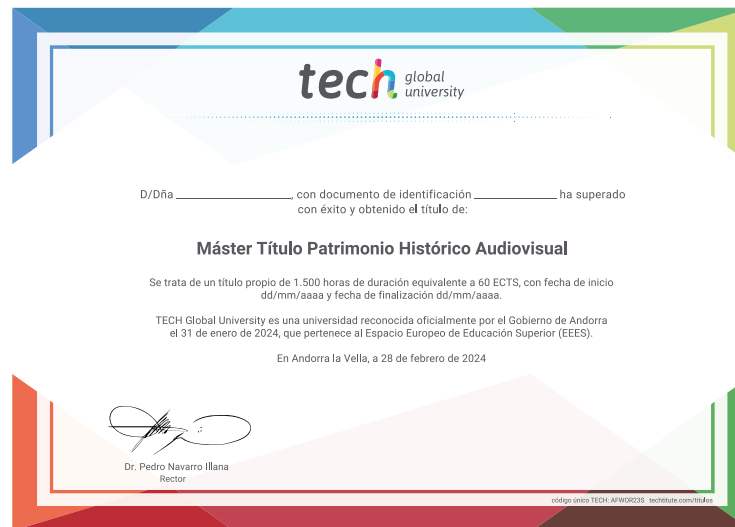 tech global university
D/Dña ____________________, con documento de identificación ______________ ha superado
con éxito y obtenido el título de:
Máster Título Patrimonio Histórico Audiovisual
Se trata de un título propio de 1.500 horas de duración equivalente a 60 ECTS, con fecha de inicio
dd/mm/aaaa y fecha de finalización dd/mm/aaaa.
TECH Global University es una universidad reconocida oficialmente por el Gobierno de Andorra
el 31 de enero de 2024, que pertenece al Espacio Europeo de Educación Superior (EEES).
En Andorra la Vella, a 28 de febrero de 2024
Dr. Pedro Navarro Illana
Rector
código único TECH: AFWOR23S techtitute.com/titulos